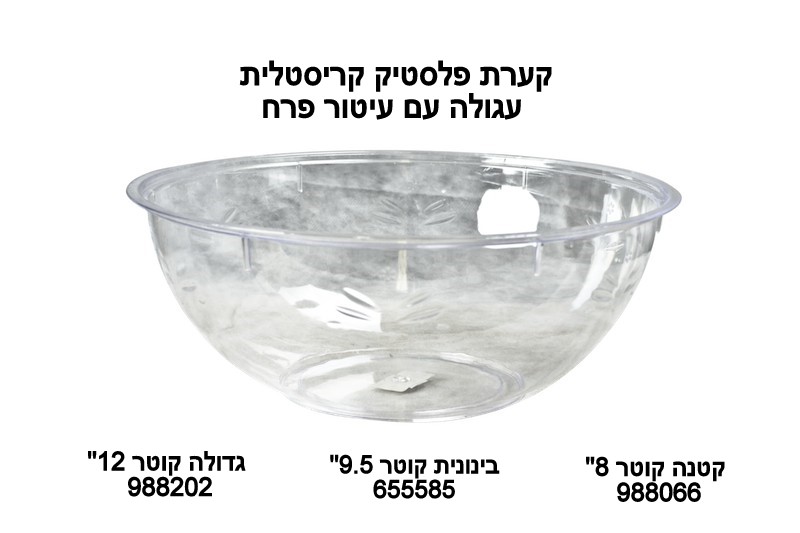 קערת פלסטיק קריסטלית
עגולה עם עיטור פרח
קטנה קוטר 8"
988066
בינונית קוטר 9.5"
655585
גדולה קוטר 12"
988202